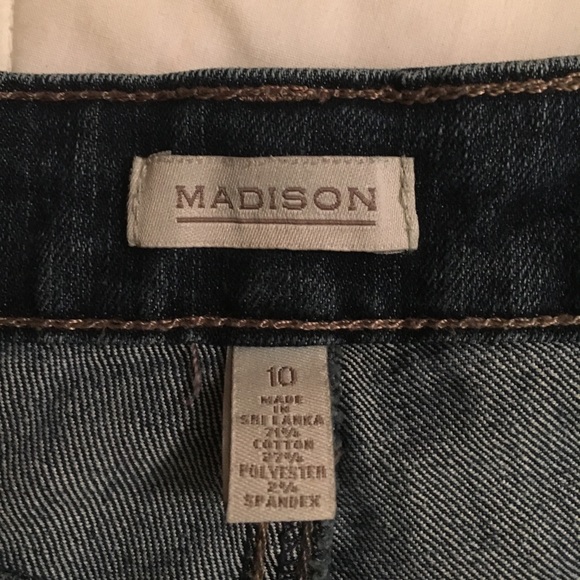 MADISON
10
MADE
IN
SRI LANKA
71%
COTTON
27%
POLYESTER
2%
SPANDEX